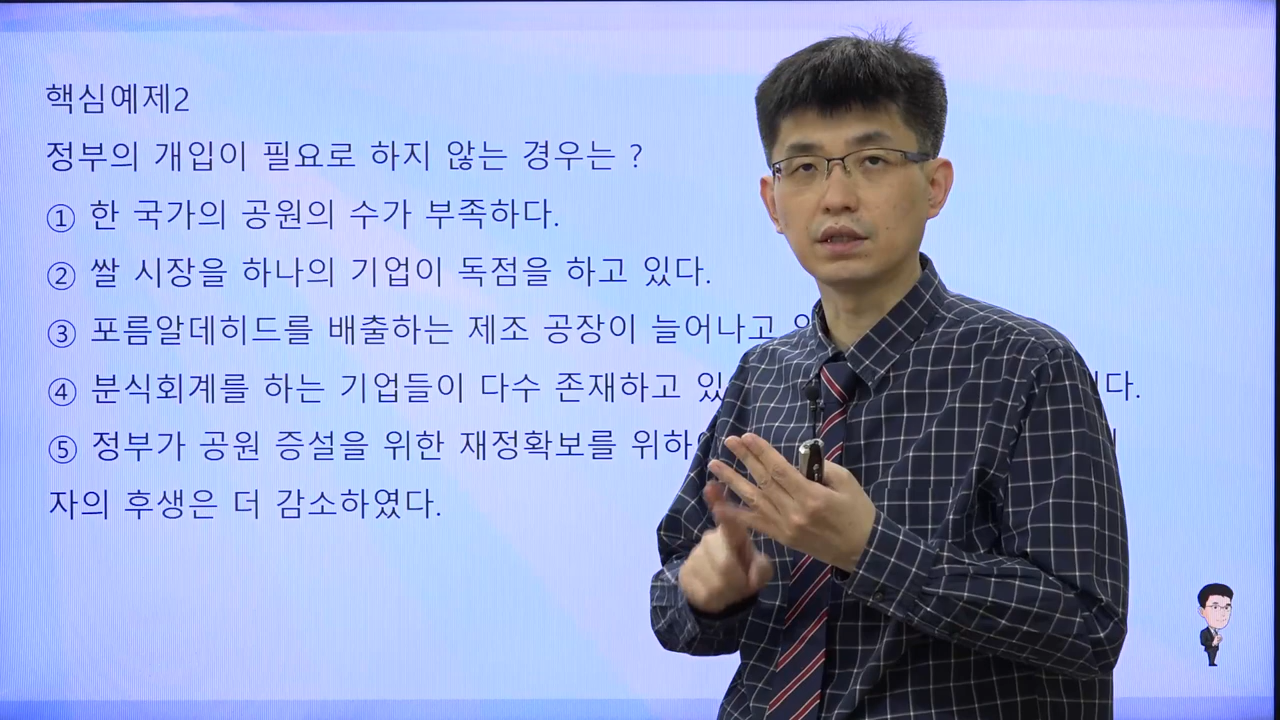 핵심예제2
정부의 개입이 필요로 하지 않는 경우는 ?
① 한 국가의 공원의 수가 부족하다.
② 쌀 시장을 하나의 기업이 독점을 하고 있다.
③ 포름알데히드를 배출하는 제조 공장이 늘어나고
④ 분식회계를 하는 기업들이 다수 존재하고 다.
⑤ 정부가 공원 증설을 위한 재정확보를
자의 후생은 더 감소하였다.